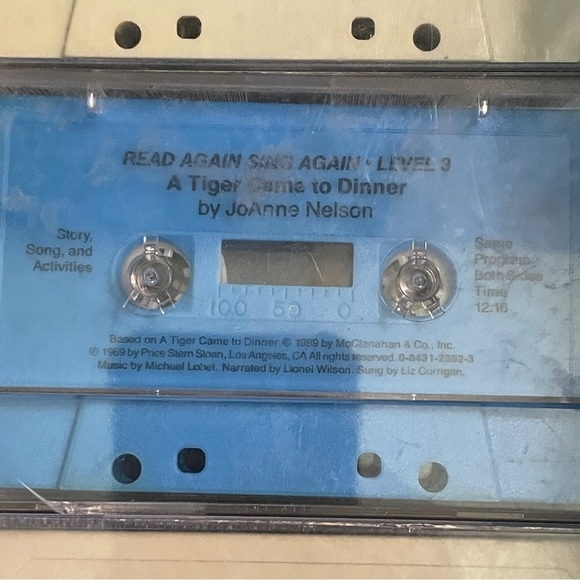 READ AGAIN SING AGAIN • LEVEL 3
A Tiger Came to Dinner
by JoAnne Nelson
Story,
Song, and
Activities
Same
Program
Both Sides
Time
12:16
100 50 0
Based on A Tiger Came to Dinner © 1989 by McClanahan & Co., Inc.
℗ 1989 by Price Stern Sloan, Los Angeles, CA All rights reserved. 0-8431-2392-3
Music by Michael Lobel. Narrated by Lionel Wilson. Sung by Liz Corrigan.